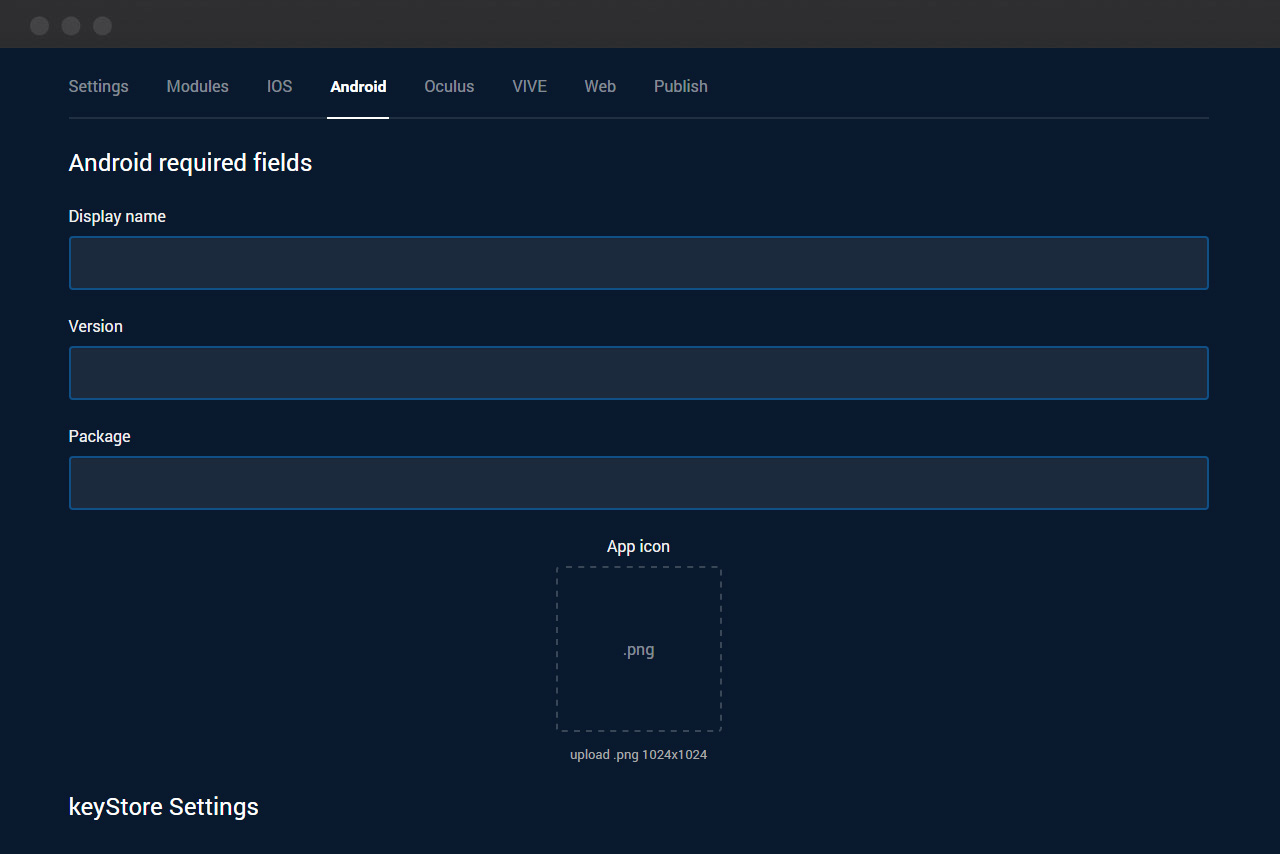 Settings Modules IOS Android Oculus VIVE Web Publish
Android required fields
Display name
Version
Package
App icon
.png
upload .png 1024x1024
keyStore Settings